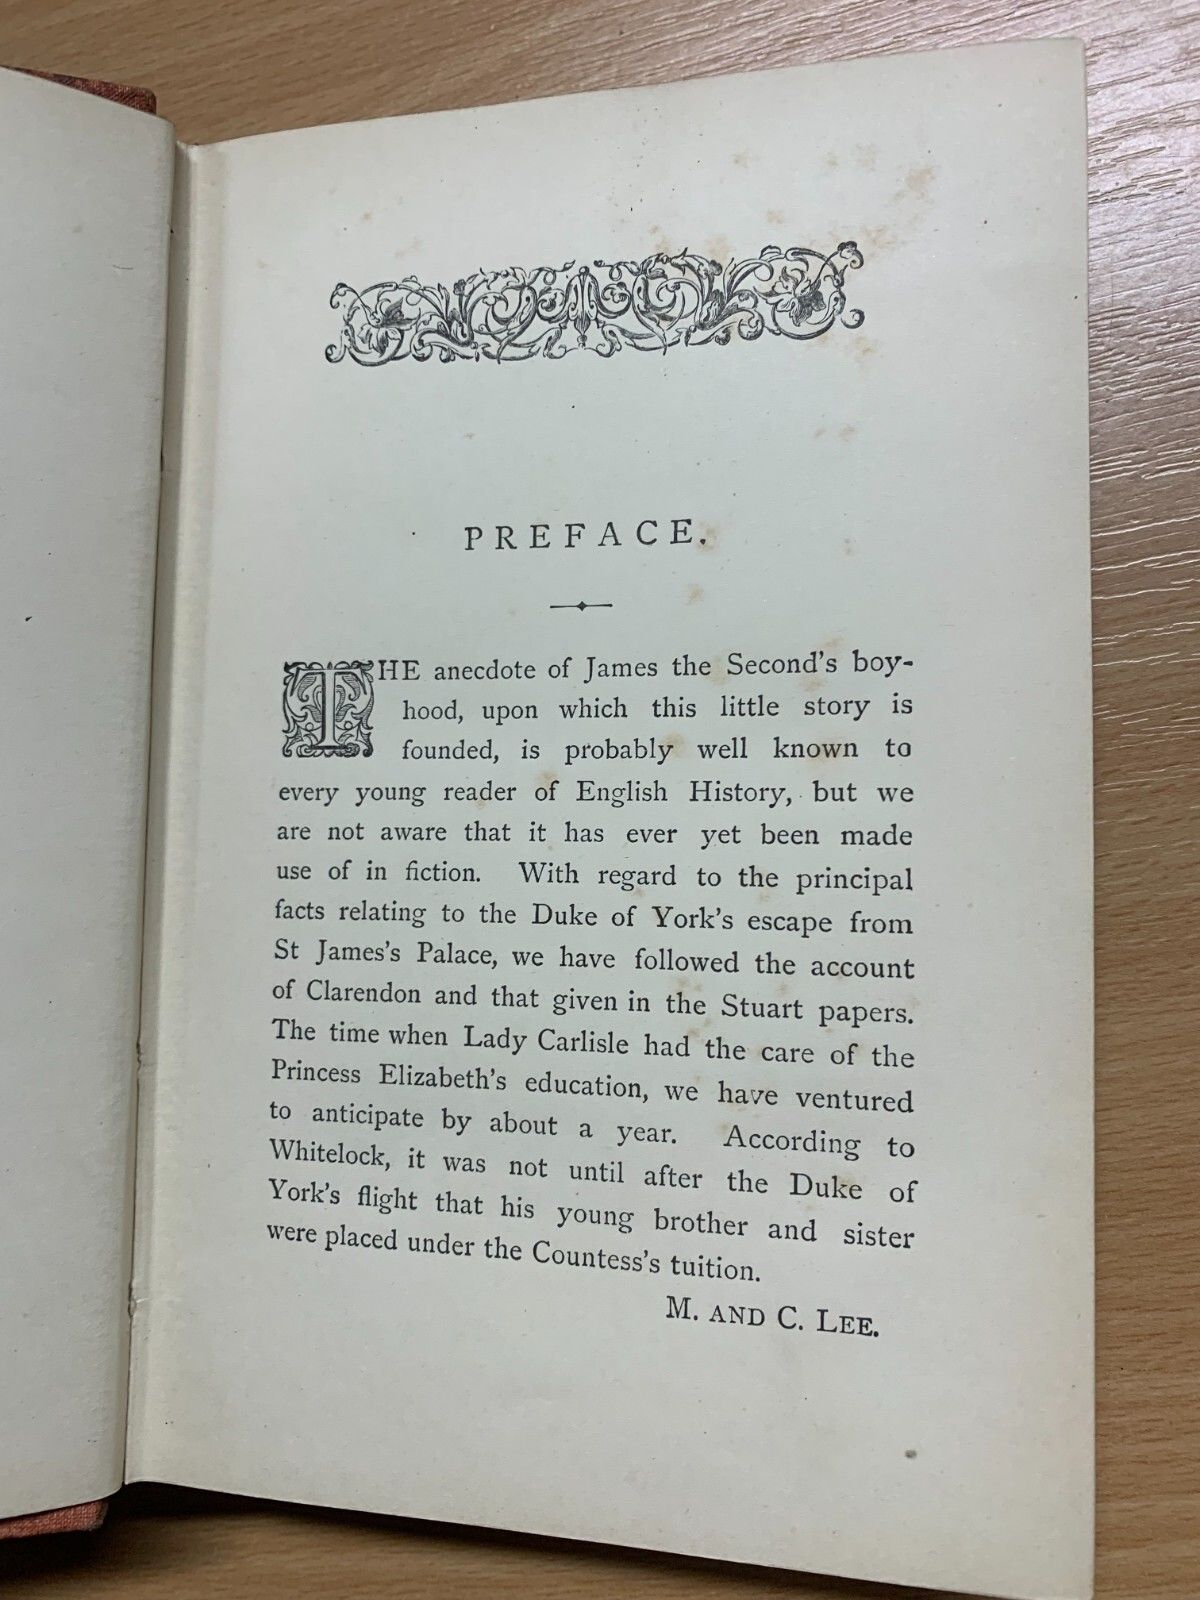 PREFACE.
THE anecdote of James the Second's boy-
hood, upon which this little story is
founded, is probably well known to
every young reader of English History, but we
are not aware that it has ever yet been made
use of in fiction. With regard to the principal
facts relating to the Duke of York's escape from
St James's Palace, we have followed the account
of Clarendon and that given in the Stuart papers.
The time when Lady Carlisle had the care of the
Princess Elizabeth's education, we have ventured
to anticipate by about a year. According to
Whitelock, it was not until after the Duke of
York's flight that his young brother and sister
were placed under the Countess's tuition.
M. AND C. LEE.